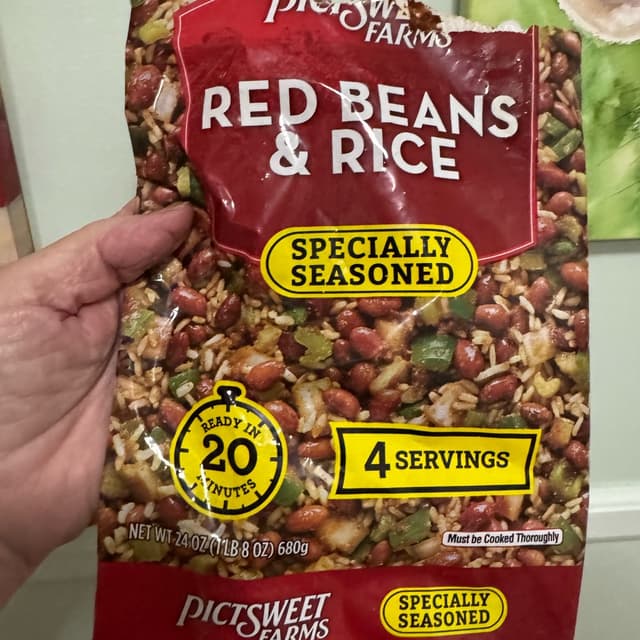 PICTSWE
FARMS
RED BEANS
& RICE
SPECIALLY
SEASONED
READY IN
20
MINUTES
4 SERVINGS
NET WT 24 OZ (1 LB 8 OZ) 680g
Must be Cooked Thoroughly
PICTSWEET
FARMS
SPECIALLY
SEASONED